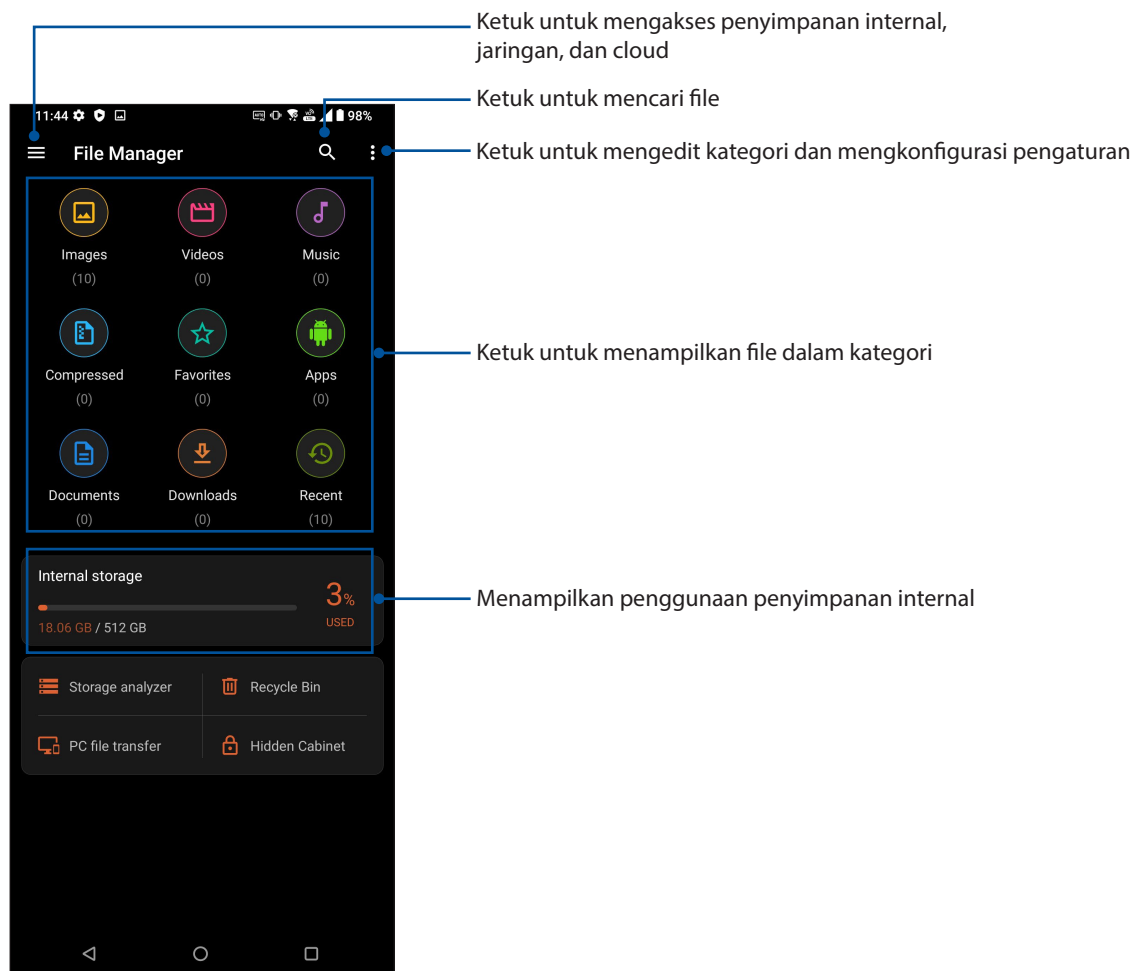 Ketuk untuk mengakses penyimpanan internal,
jaringan, dan cloud
Ketuk untuk mencari file
11:44 98%
File Manager
Ketuk untuk mengedit kategori dan mengkonfigurasi pengaturan
Images Videos Music
(10) (0) (0)
Compressed Favorites Apps
(0) (0) (0)
Ketuk untuk menampilkan file dalam kategori
Documents Downloads Recent
(0) (0) (10)
Internal storage
3%
USED
18.06 GB / 512 GB
Menampilkan penggunaan penyimpanan internal
Storage analyzer Recycle Bin
PC file transfer Hidden Cabinet